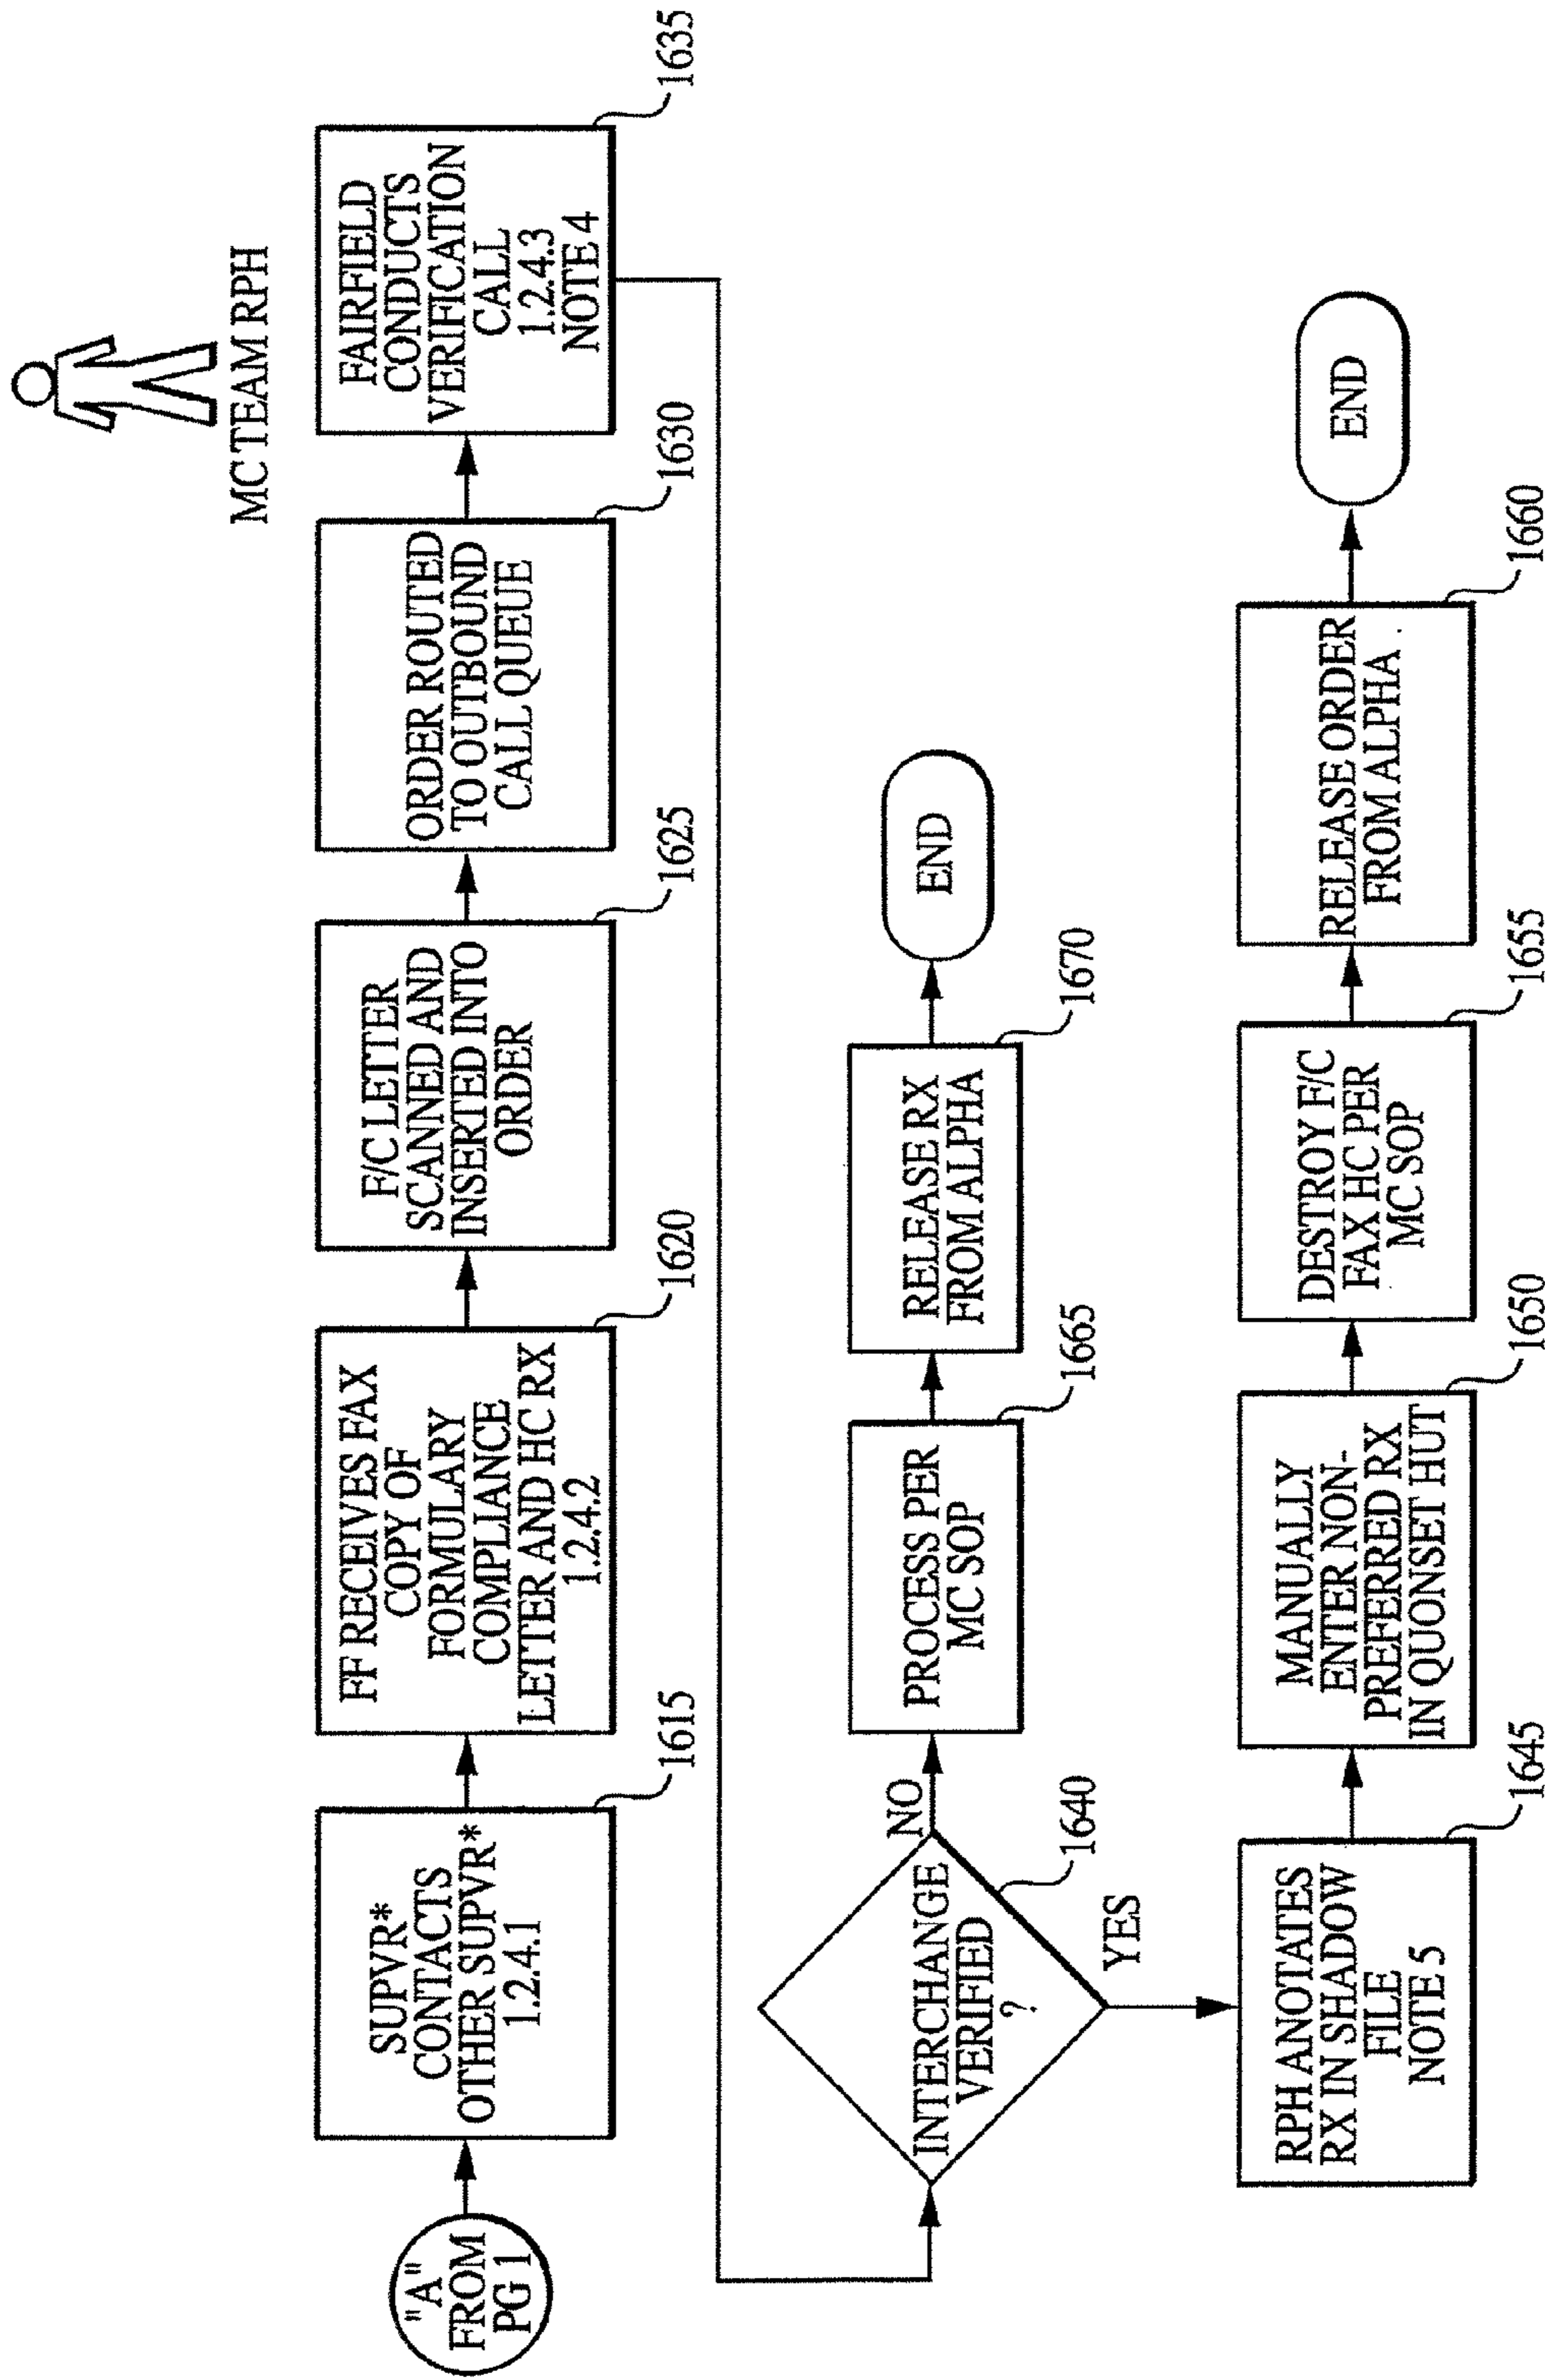 MC TEAM RPH
"A"
FROM
PG 1
SUPVR*
CONTACTS
OTHER SUPVR*
1.2.4.1
1615
FF RECEIVES FAX
COPY OF
FORMULARY
COMPLIANCE
LETTER AND HC RX
1.2.4.2
1620
F/C LETTER
SCANNED AND
INSERTED INTO
ORDER
1625
ORDER ROUTED
TO OUTBOUND
CALL QUEUE
1630
FAIRFIELD
CONDUCTS
VERIFICATION
CALL
1.2.4.3
NOTE 4
1635
INTERCHANGE
VERIFIED
?
1640
NO
PROCESS PER
MC SOP
1665
RELEASE RX
FROM ALPHA
1670
END
YES
RPH ANOTATES
RX IN SHADOW
FILE
NOTE 5
1645
MANUALLY
ENTER NON-
PREFERRED RX
IN QUONSET HUT
1650
DESTROY F/C
FAX HC PER
MC SOP
1655
RELEASE ORDER
FROM ALPHA
1660
END